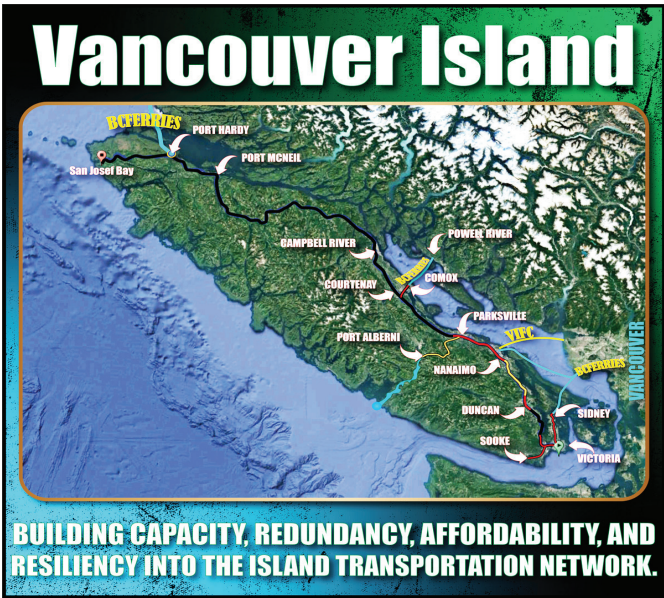 Vancouver Island
BCFERRIES
PORT HARDY
PORT MCNEIL
San Josef Bay
POWELL RIVER
CAMPBELL RIVER
BCFERRIES
COMOX
COURTENAY
PARKSVILLE
VIFC
PORT ALBERNI
NANAIMO
BCFERRIES
VANCOUVER
DUNCAN
SIDNEY
SOOKE
VICTORIA
BUILDING CAPACITY, REDUNDANCY, AFFORDABILITY, AND
RESILIENCY INTO THE ISLAND TRANSPORTATION NETWORK.